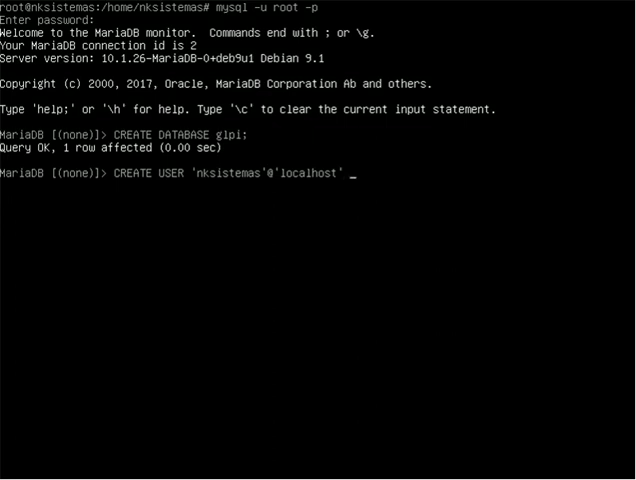 root@nksistemas:/home/nksistemas# mysql -u root -p
Enter password:
Welcome to the MariaDB monitor.  Commands end with ; or \g.
Your MariaDB connection id is 2
Server version: 10.1.26-MariaDB-0+deb9u1 Debian 9.1
Copyright (c) 2000, 2017, Oracle, MariaDB Corporation Ab and others.
Type 'help;' or '\h' for help. Type '\c' to clear the current input statement.
MariaDB [(none)]> CREATE DATABASE glpi;
Query OK, 1 row affected (0.00 sec)
MariaDB [(none)]> CREATE USER 'nksistemas'@'localhost' _